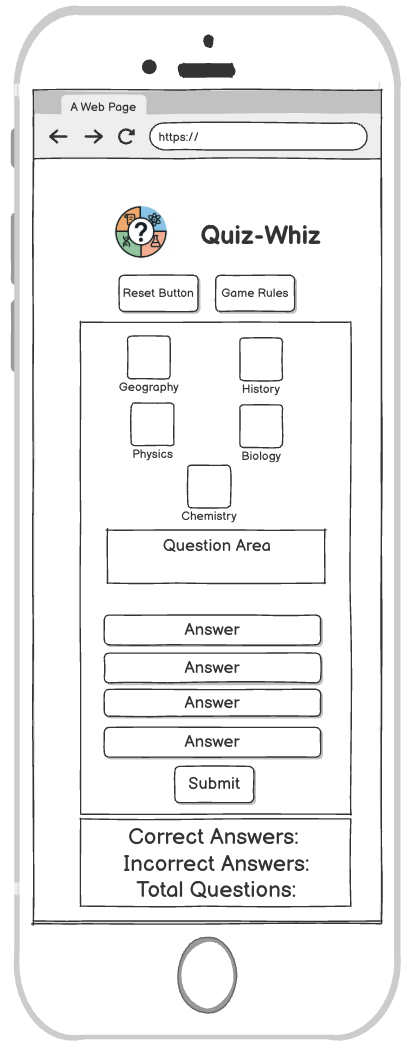 A Web Page
https://
?
Quiz-Whiz
Reset Button
Game Rules
Geography
History
Physics
Biology
Chemistry
Question Area
Answer
Answer
Answer
Answer
Submit
Correct Answers:
Incorrect Answers:
Total Questions: